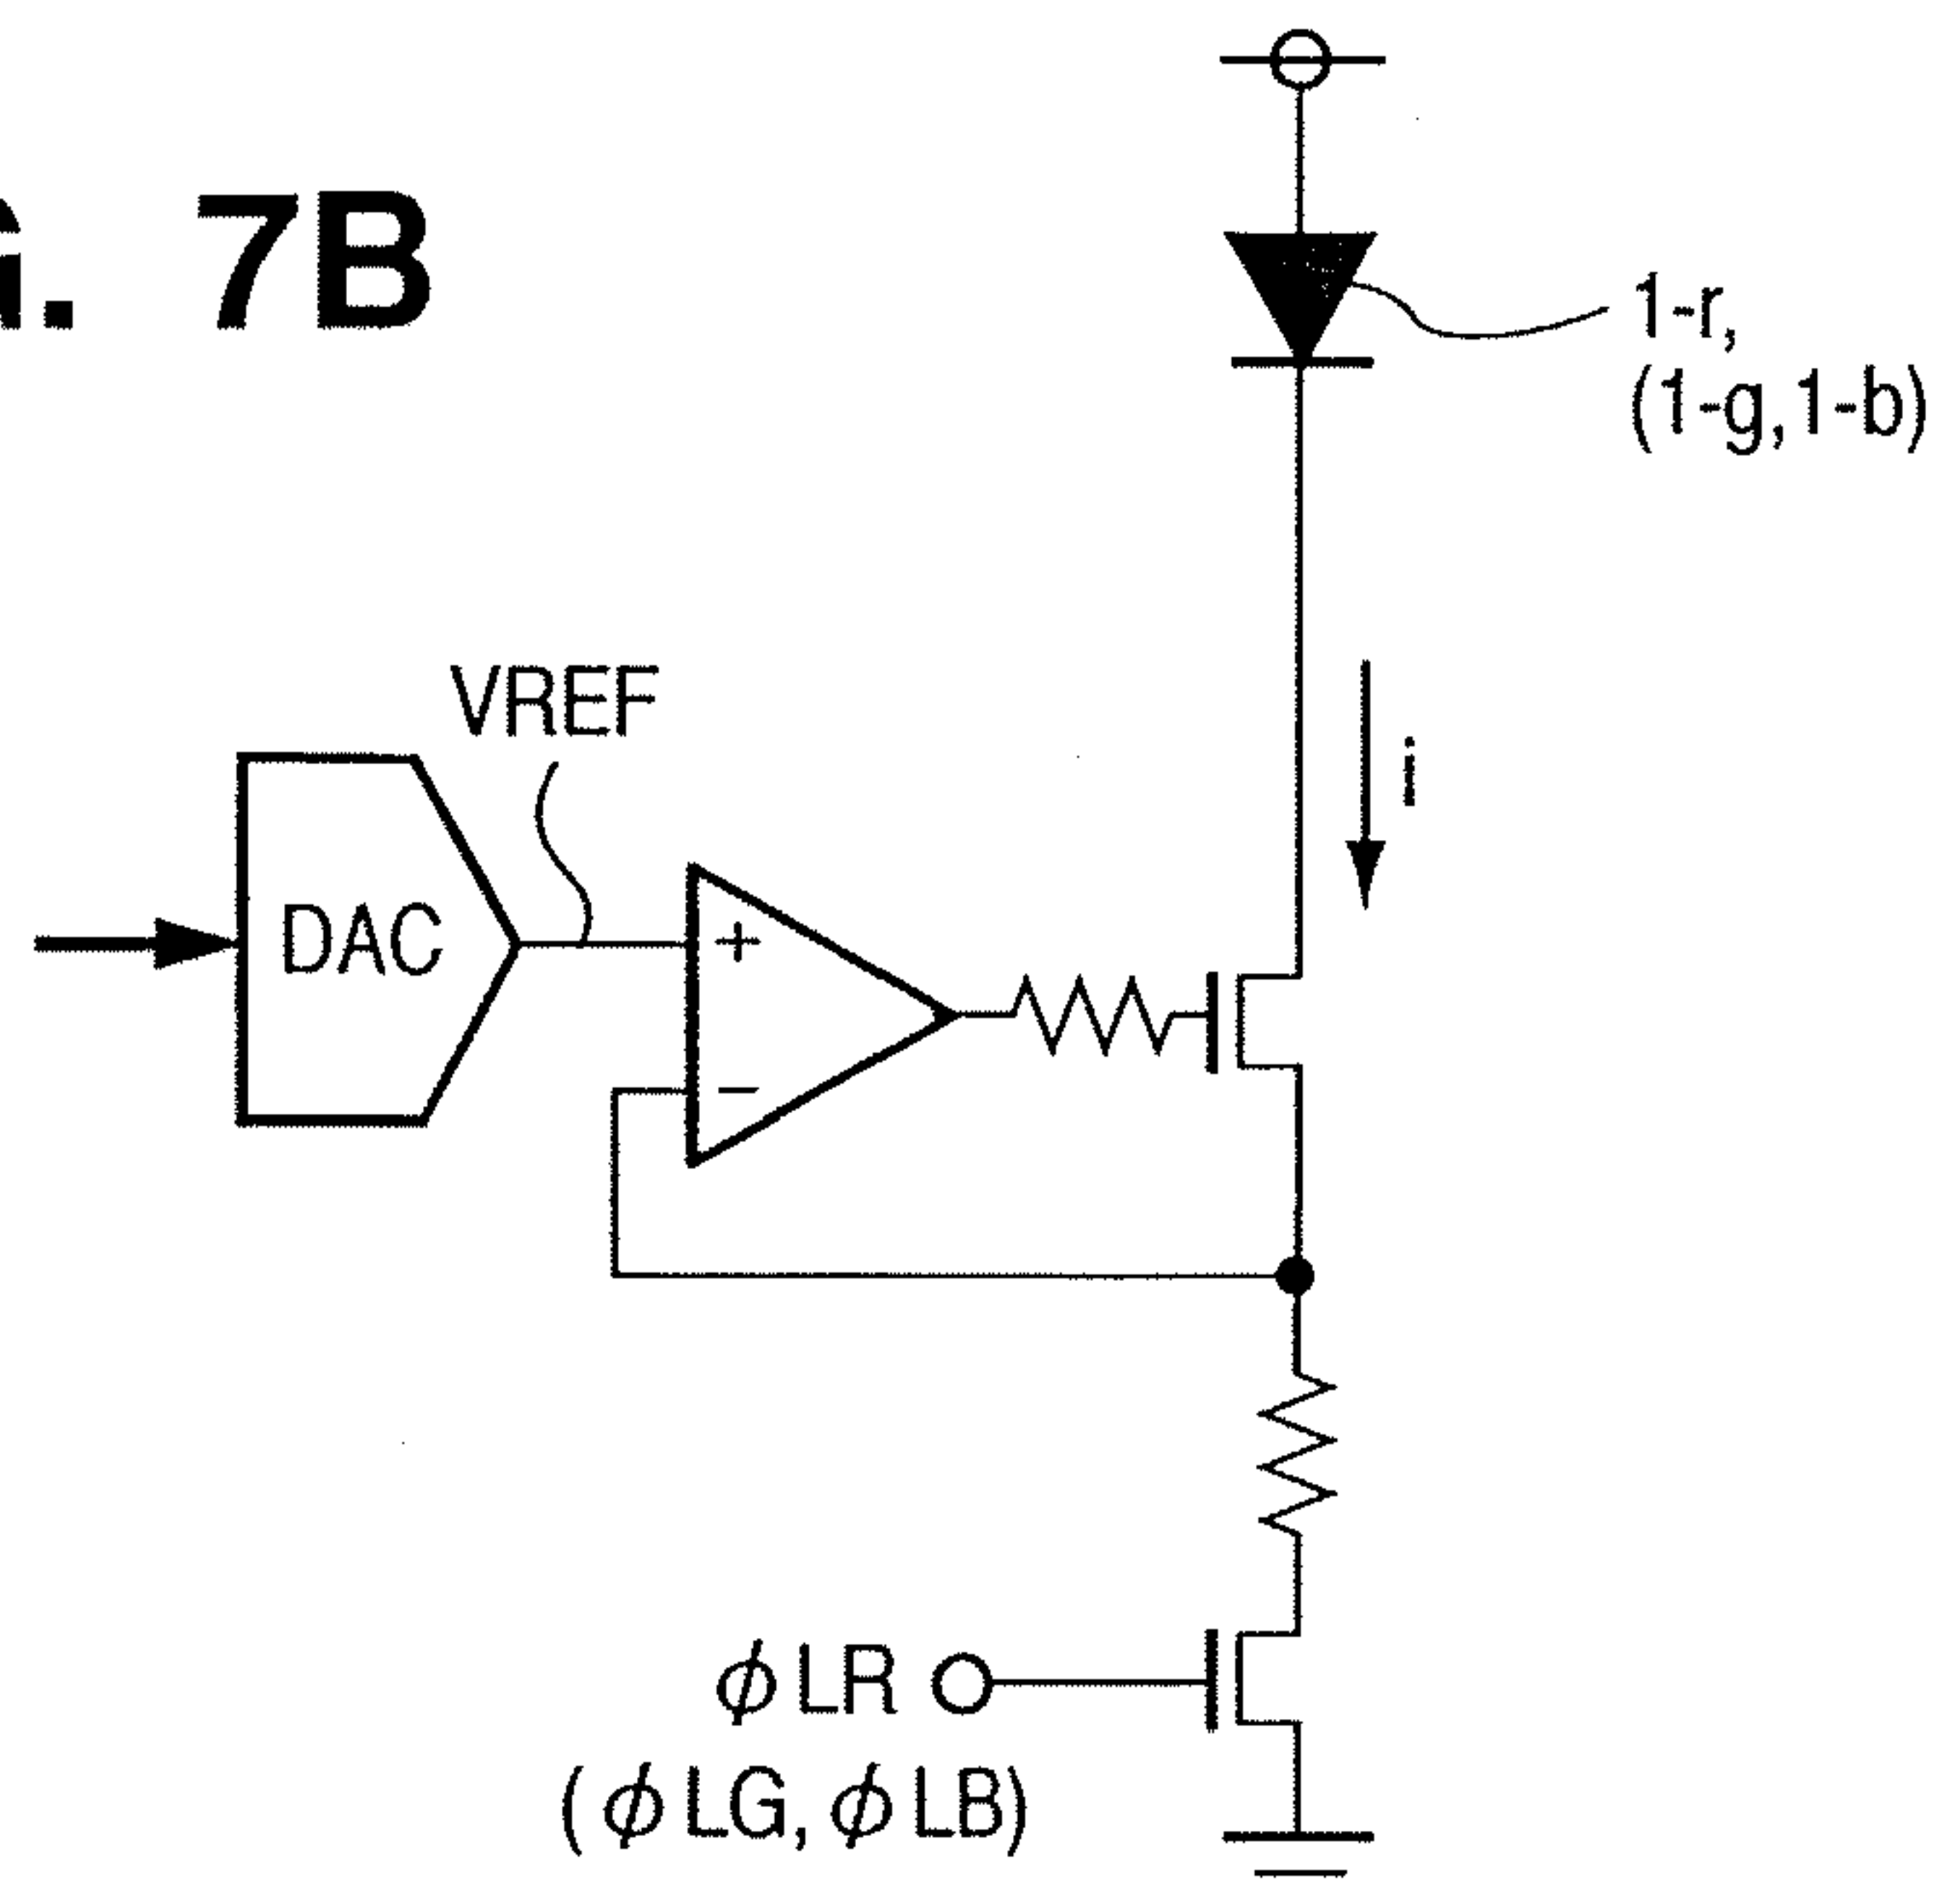 . 7B
1-r,
(1-g,1-b)
VREF
i
DAC
+
−
ϕLR
(ϕLG, ϕLB)